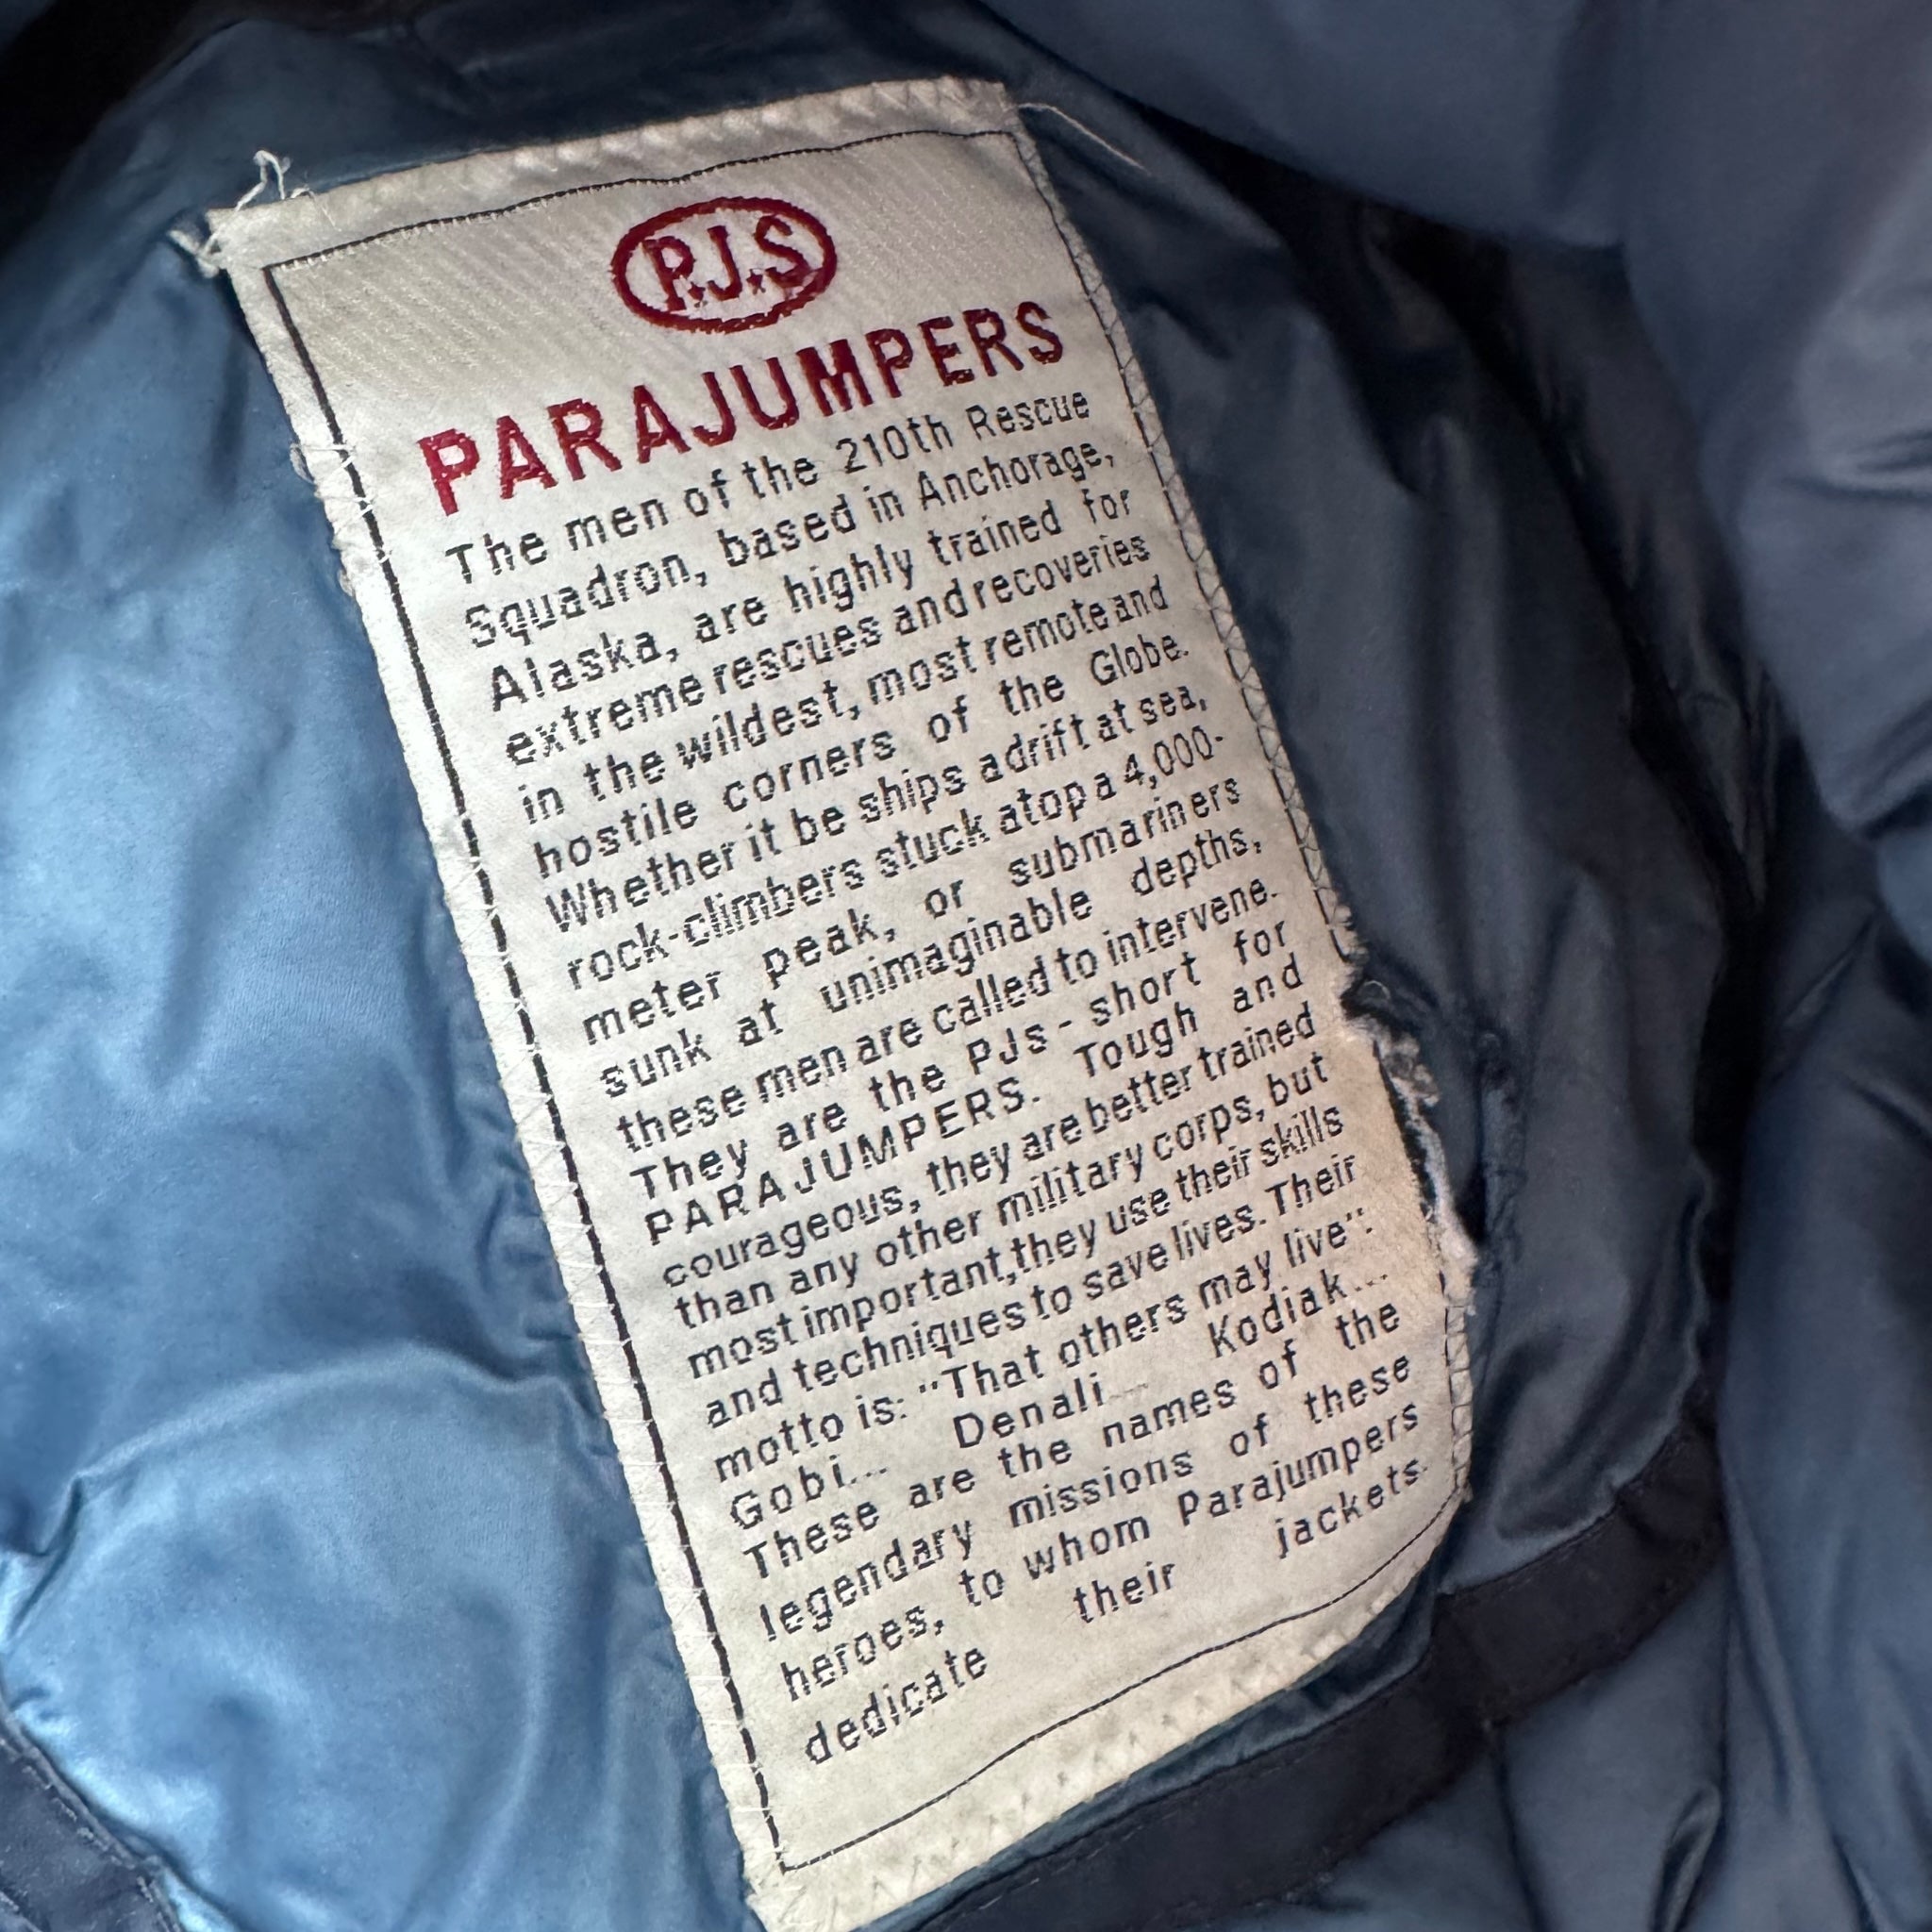 P.J.S
PARAJUMPERS
The men of the 210th Rescue
Squadron, based in Anchorage,
Alaska, are highly trained for
extreme rescues and recoveries
in the wildest, most remote and
hostile corners of the Globe.
Whether it be ships adrift at sea,
rock-climbers stuck atop a 4,000-
meter peak, or submariners
sunk at unimaginable depths,
these men are called to intervene.
They are the PJs - short for
PARAJUMPERS. Tough and
courageous, they are better trained
than any other military corps, but
most important, they use their skills
and techniques to save lives. Their
motto is: "That others may live".
Gobi... Denali... Kodiak...
These are the names of the
legendary missions of these
heroes, to whom Parajumpers
dedicate their jackets.